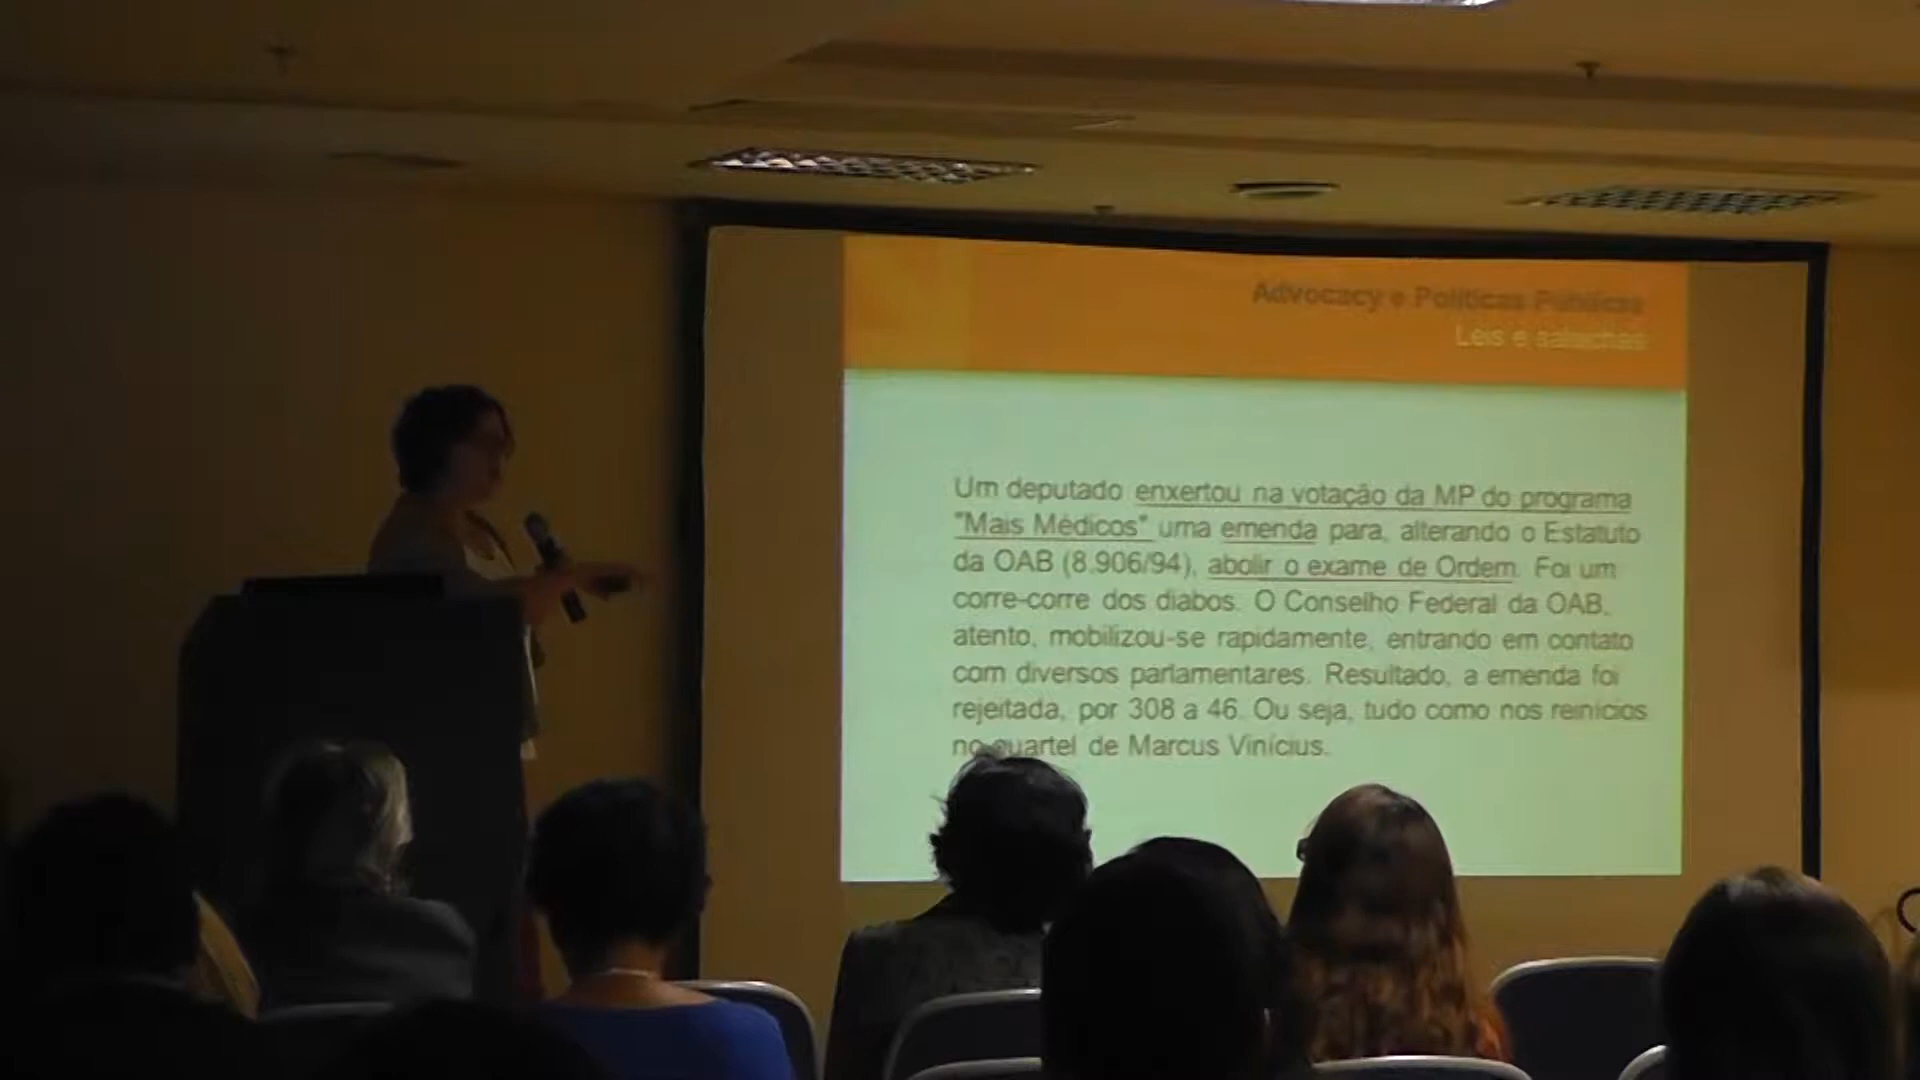 Advocacy e Políticas Públicas
Leis e salsichas
Um deputado enxertou na votação da MP do programa
"Mais Médicos" uma emenda para, alterando o Estatuto
da OAB (8.906/94), abolir o exame de Ordem. Foi um
corre-corre dos diabos. O Conselho Federal da OAB,
atento, mobilizou-se rapidamente, entrando em contato
com diversos parlamentares. Resultado, a emenda foi
rejeitada, por 308 a 46. Ou seja, tudo como nos reinícios
no quartel de Marcus Vinícius.